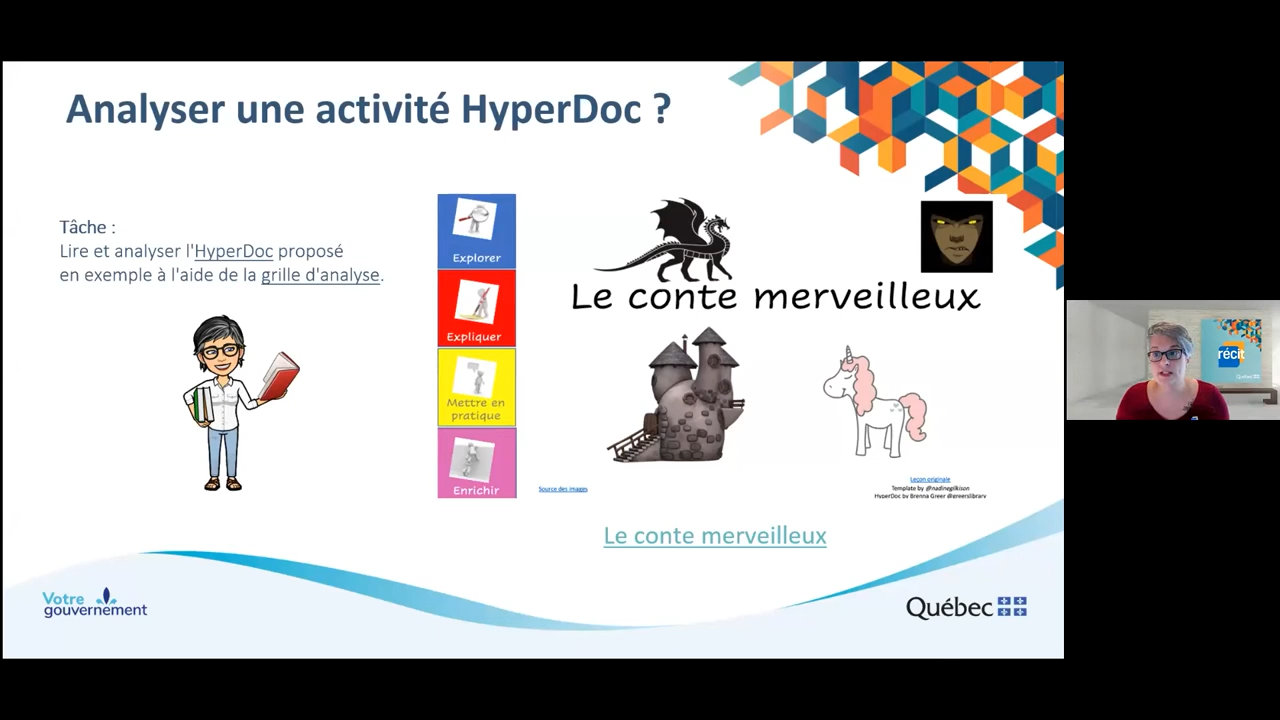 Analyser une activité HyperDoc ?
Tâche :
Lire et analyser l'HyperDoc proposé
en exemple à l'aide de la grille d'analyse.
Explorer
Expliquer
Mettre en
pratique
Enrichir
Le conte merveilleux
Source des images
Leçon originale
Template by @nadinegilkison
HyperDoc by Brenna Greer @greerslibrary
Le conte merveilleux
Votre
gouvernement
Québec
récit
Québec